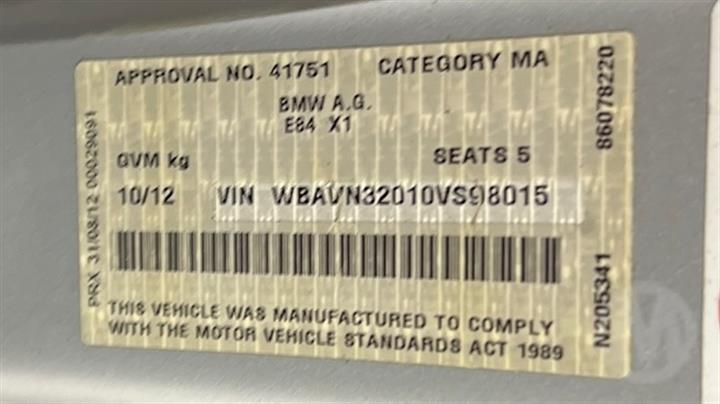 APPROVAL NO. 41751 CATEGORY MA
BMW A.G.
E84 X1
GVM kg SEATS 5
10/12 VIN WBAVN32010VS98015
THIS VEHICLE WAS MANUFACTURED TO COMPLY
WITH THE MOTOR VEHICLE STANDARDS ACT 1989
PRX 31/08/12 00029091
86078220
N205341